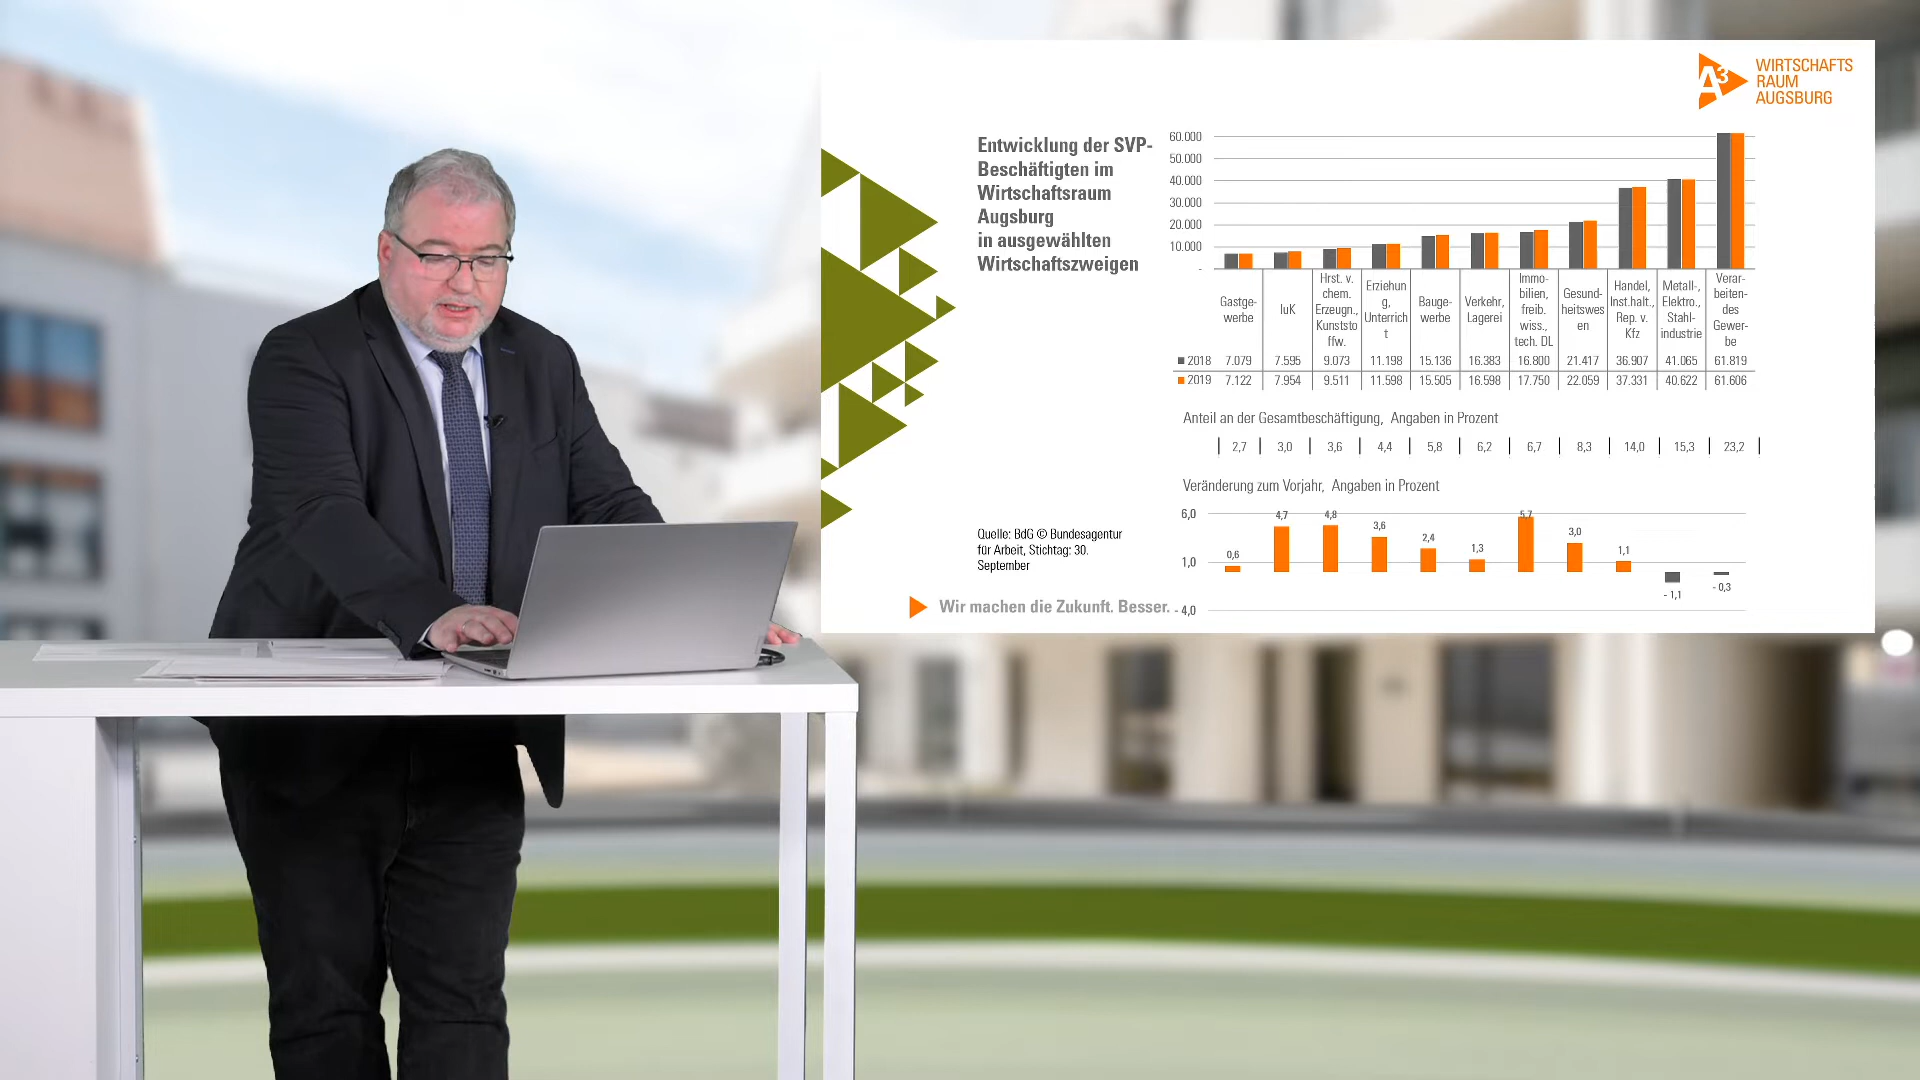 A³
WIRTSCHAFTS
RAUM
AUGSBURG
Entwicklung der SVP-
Beschäftigten im
Wirtschaftsraum
Augsburg
in ausgewählten
Wirtschaftszweigen
60.000
50.000
40.000
30.000
20.000
10.000
-
Gastge-
werbe
IuK
Hrst. v.
chem.
Erzeugn.,
Kunststo
ffw.
Erziehun
g,
Unterrich
t
Bauge-
werbe
Verkehr,
Lagerei
Immo-
bilien,
freib.
wiss.,
tech. DL
Gesund-
heitswes
en
Handel,
Inst.halt.,
Rep. v.
Kfz
Metall-,
Elektro.,
Stahl-
industrie
Verar-
beiten-
des
Gewer-
be
2018 7.079 7.595 9.073 11.198 15.136 16.383 16.800 21.417 36.907 41.065 61.819
2019 7.122 7.954 9.511 11.598 15.505 16.598 17.750 22.059 37.331 40.622 61.606
Anteil an der Gesamtbeschäftigung, Angaben in Prozent
2,7 3,0 3,6 4,4 5,8 6,2 6,7 8,3 14,0 15,3 23,2
Veränderung zum Vorjahr, Angaben in Prozent
6,0
1,0
- 4,0
0,6 4,7 4,8 3,6 2,4 1,3 5,7 3,0 1,1 - 1,1 - 0,3
Quelle: BdG © Bundesagentur
für Arbeit, Stichtag: 30.
September
Wir machen die Zukunft. Besser.